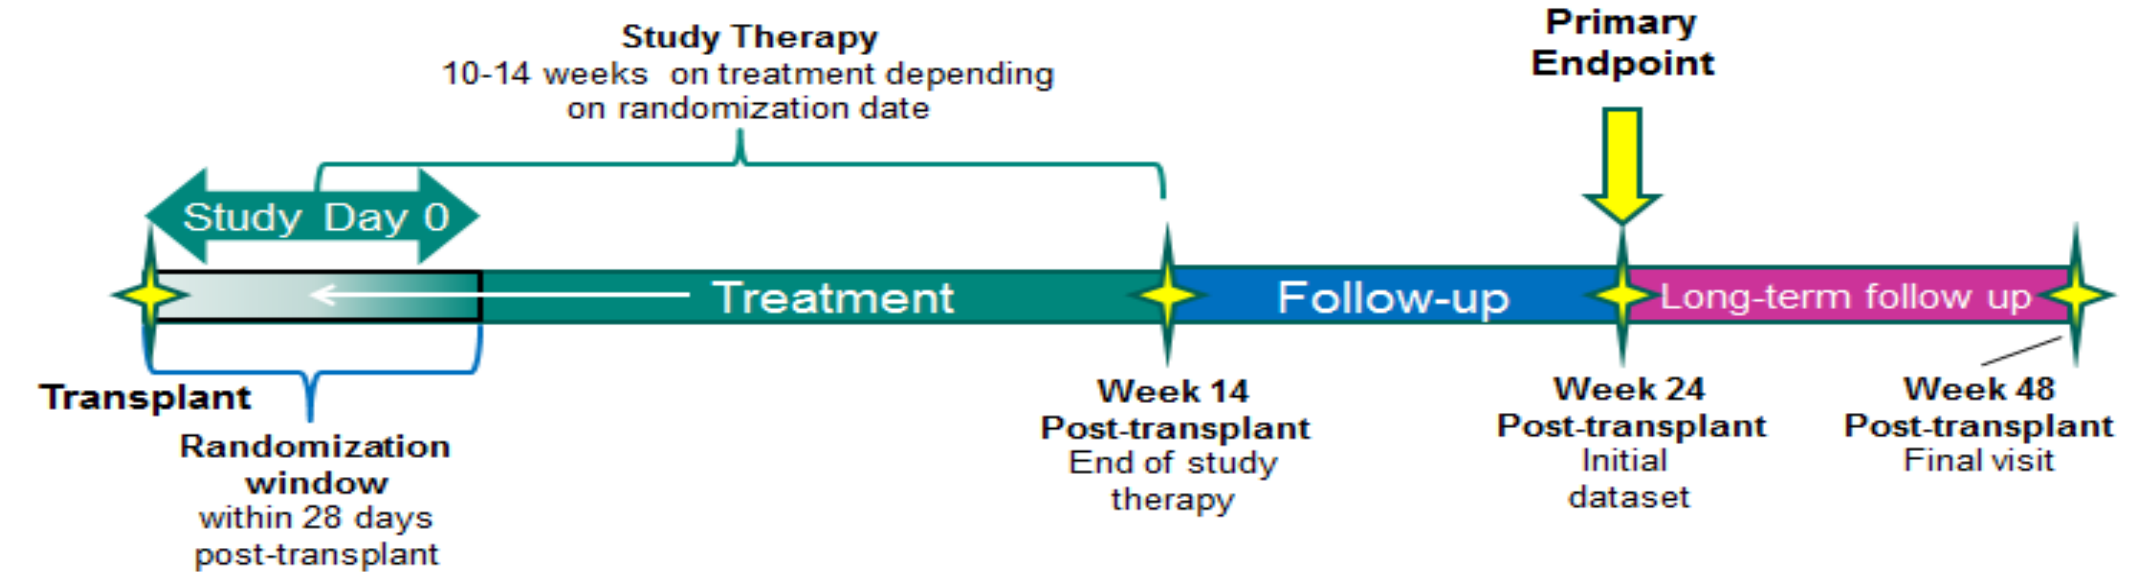 Study Therapy
10-14 weeks on treatment depending
on randomization date
Primary
Endpoint
Study Day 0
Treatment
Follow-up
Long-term follow up
Transplant
Randomization
window
within 28 days
post-transplant
Week 14
Post-transplant
End of study
therapy
Week 24
Post-transplant
Initial
dataset
Week 48
Post-transplant
Final visit